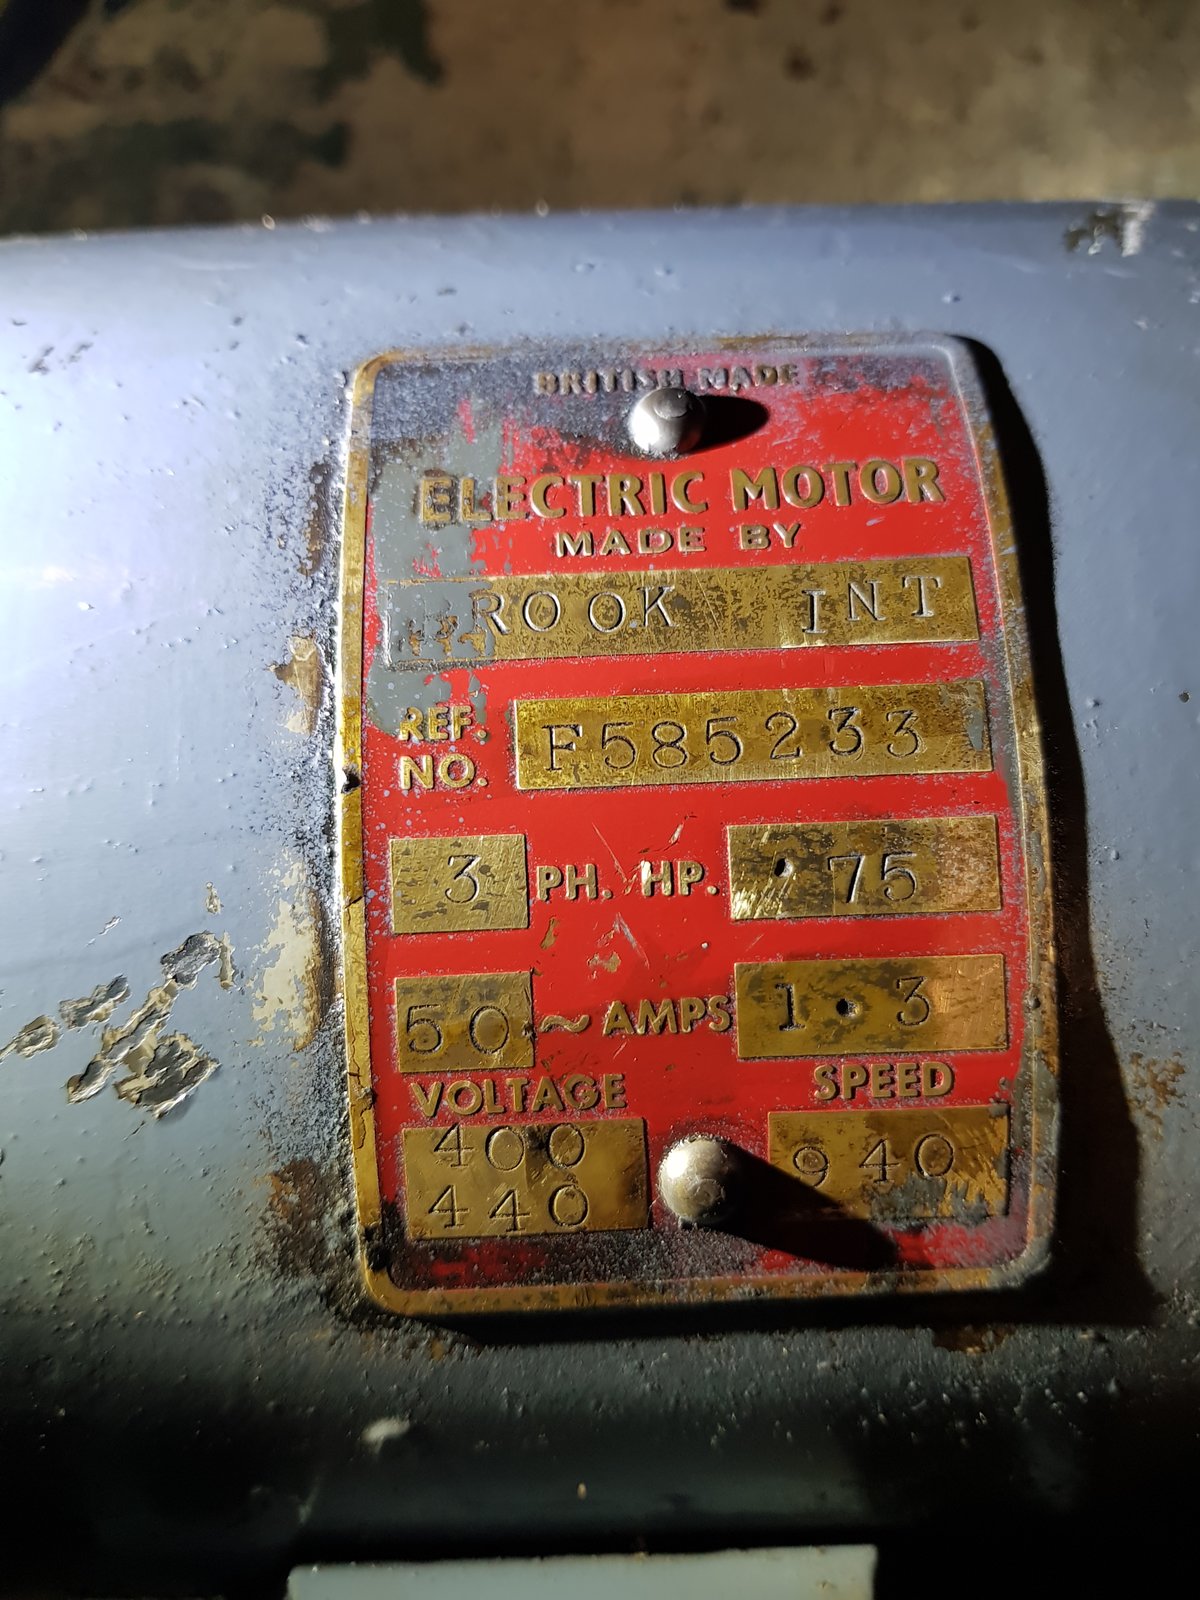 BRITISH MADE
ELECTRIC MOTOR
MADE BY
ROOK INT
REF. NO. F585233
3 PH. HP. .75
50 ~ AMPS 1.3
VOLTAGE SPEED
400
440 940